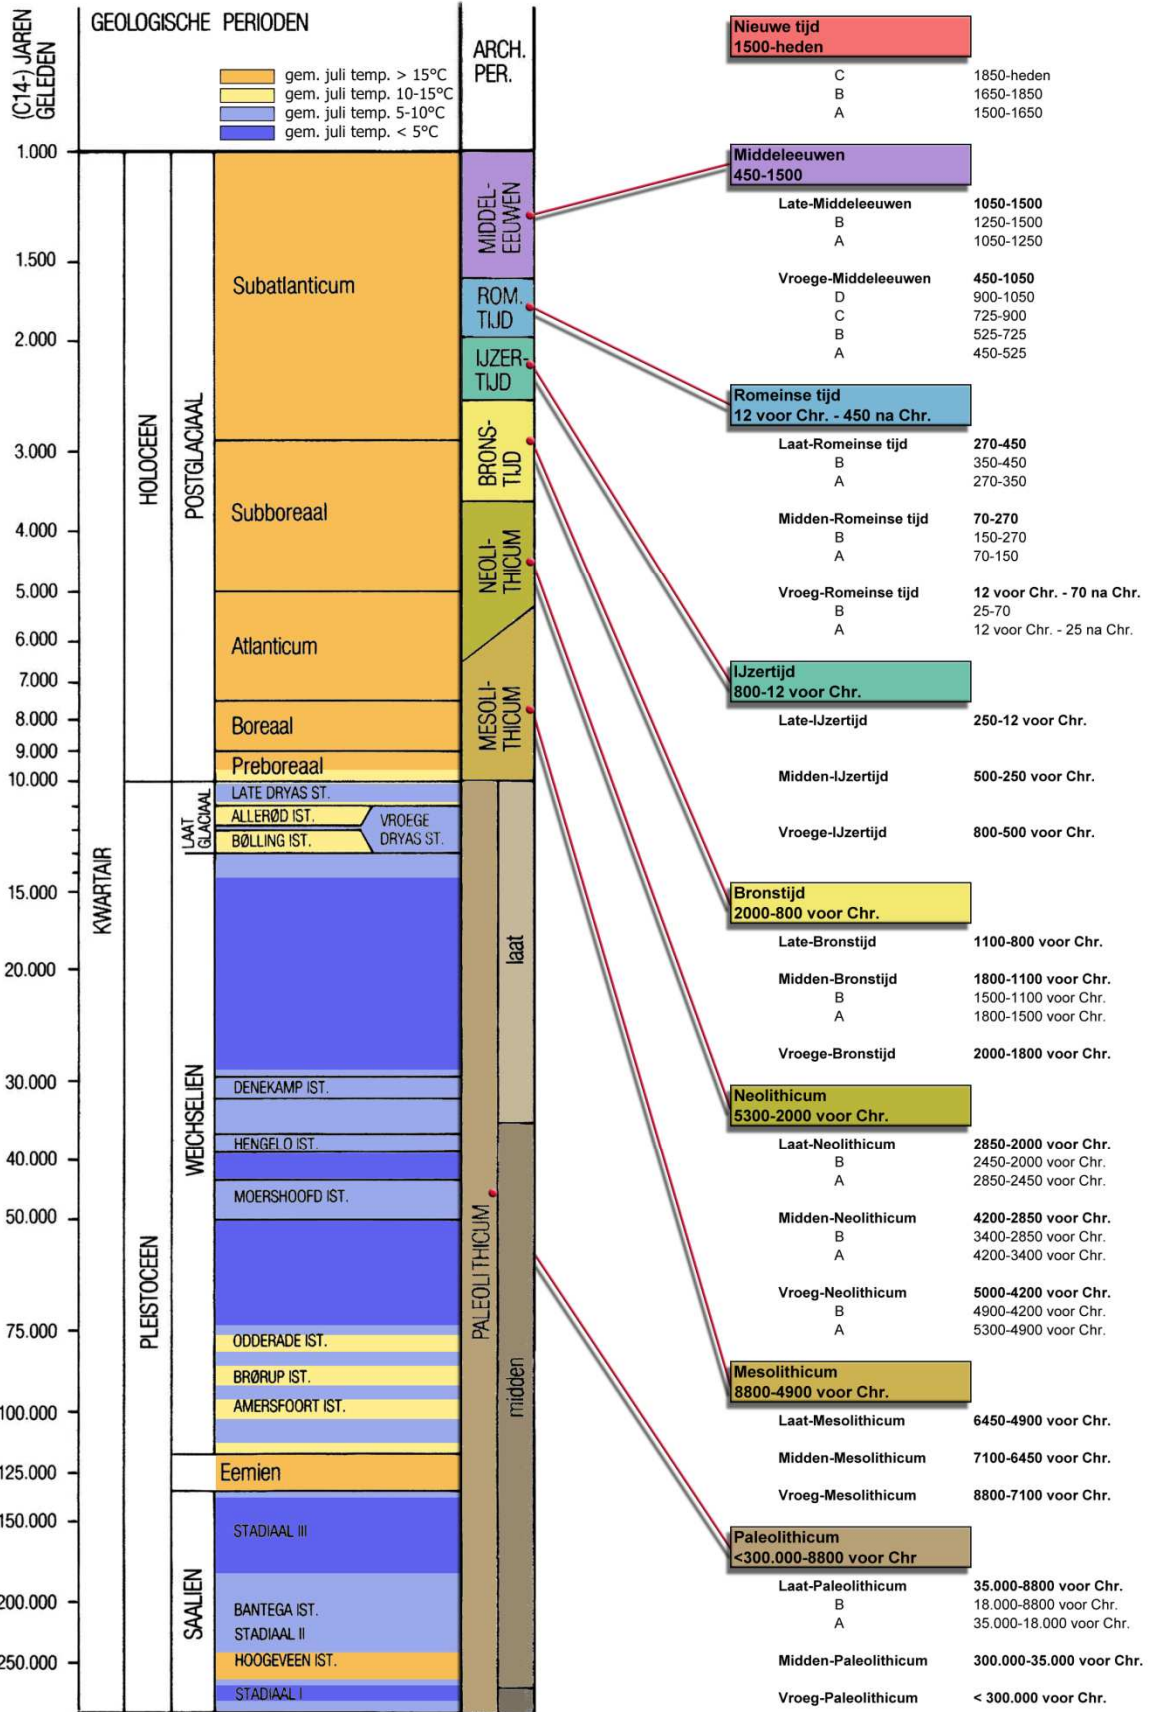 GEOLOGISCHE PERIODEN
(C14-) JAREN
GELEDEN
gem. juli temp. > 15°C
gem. juli temp. 10-15°C
gem. juli temp. 5-10°C
gem. juli temp. < 5°C
ARCH.
PER.
1.000
1.500
2.000
3.000
4.000
5.000
6.000
7.000
8.000
9.000
10.000
15.000
20.000
30.000
40.000
50.000
75.000
100.000
125.000
150.000
200.000
250.000
KWARTAIR
HOLOCEEN
PLEISTOCEEN
POSTGLACIAAL
LAAT
GLACIAAL
WEICHSELIEN
SAALIEN
Subatlanticum
Subboreaal
Atlanticum
Boreaal
Preboreaal
LATE DRYAS ST.
ALLERØD IST.
VROEGE
DRYAS ST.
BØLLING IST.
DENEKAMP IST.
HENGELO IST.
MOERSHOOFD IST.
ODDERADE IST.
BRØRUP IST.
AMERSFOORT IST.
Eemien
STADIAAL III
BANTEGA IST.
STADIAAL II
HOOGEVEEN IST.
STADIAAL I
MIDDEL-
EEUWEN
ROM.
TIJD
IJZER-
TIJD
BRONS-
TIJD
NEOLI-
THICUM
MESOLI-
THICUM
PALEOLITHICUM
laat
midden
Nieuwe tijd
1500-heden
C 1850-heden
B 1650-1850
A 1500-1650
Middeleeuwen
450-1500
Late-Middeleeuwen 1050-1500
B 1250-1500
A 1050-1250
Vroege-Middeleeuwen 450-1050
D 900-1050
C 725-900
B 525-725
A 450-525
Romeinse tijd
12 voor Chr. - 450 na Chr.
Laat-Romeinse tijd 270-450
B 350-450
A 270-350
Midden-Romeinse tijd 70-270
B 150-270
A 70-150
Vroeg-Romeinse tijd 12 voor Chr. - 70 na Chr.
B 25-70
A 12 voor Chr. - 25 na Chr.
IJzertijd
800-12 voor Chr.
Late-IJzertijd 250-12 voor Chr.
Midden-IJzertijd 500-250 voor Chr.
Vroege-IJzertijd 800-500 voor Chr.
Bronstijd
2000-800 voor Chr.
Late-Bronstijd 1100-800 voor Chr.
Midden-Bronstijd 1800-1100 voor Chr.
B 1500-1100 voor Chr.
A 1800-1500 voor Chr.
Vroege-Bronstijd 2000-1800 voor Chr.
Neolithicum
5300-2000 voor Chr.
Laat-Neolithicum 2850-2000 voor Chr.
B 2450-2000 voor Chr.
A 2850-2450 voor Chr.
Midden-Neolithicum 4200-2850 voor Chr.
B 3400-2850 voor Chr.
A 4200-3400 voor Chr.
Vroeg-Neolithicum 5000-4200 voor Chr.
B 4900-4200 voor Chr.
A 5300-4900 voor Chr.
Mesolithicum
8800-4900 voor Chr.
Laat-Mesolithicum 6450-4900 voor Chr.
Midden-Mesolithicum 7100-6450 voor Chr.
Vroeg-Mesolithicum 8800-7100 voor Chr.
Paleolithicum
<300.000-8800 voor Chr
Laat-Paleolithicum 35.000-8800 voor Chr.
B 18.000-8800 voor Chr.
A 35.000-18.000 voor Chr.
Midden-Paleolithicum 300.000-35.000 voor Chr.
Vroeg-Paleolithicum < 300.000 voor Chr.